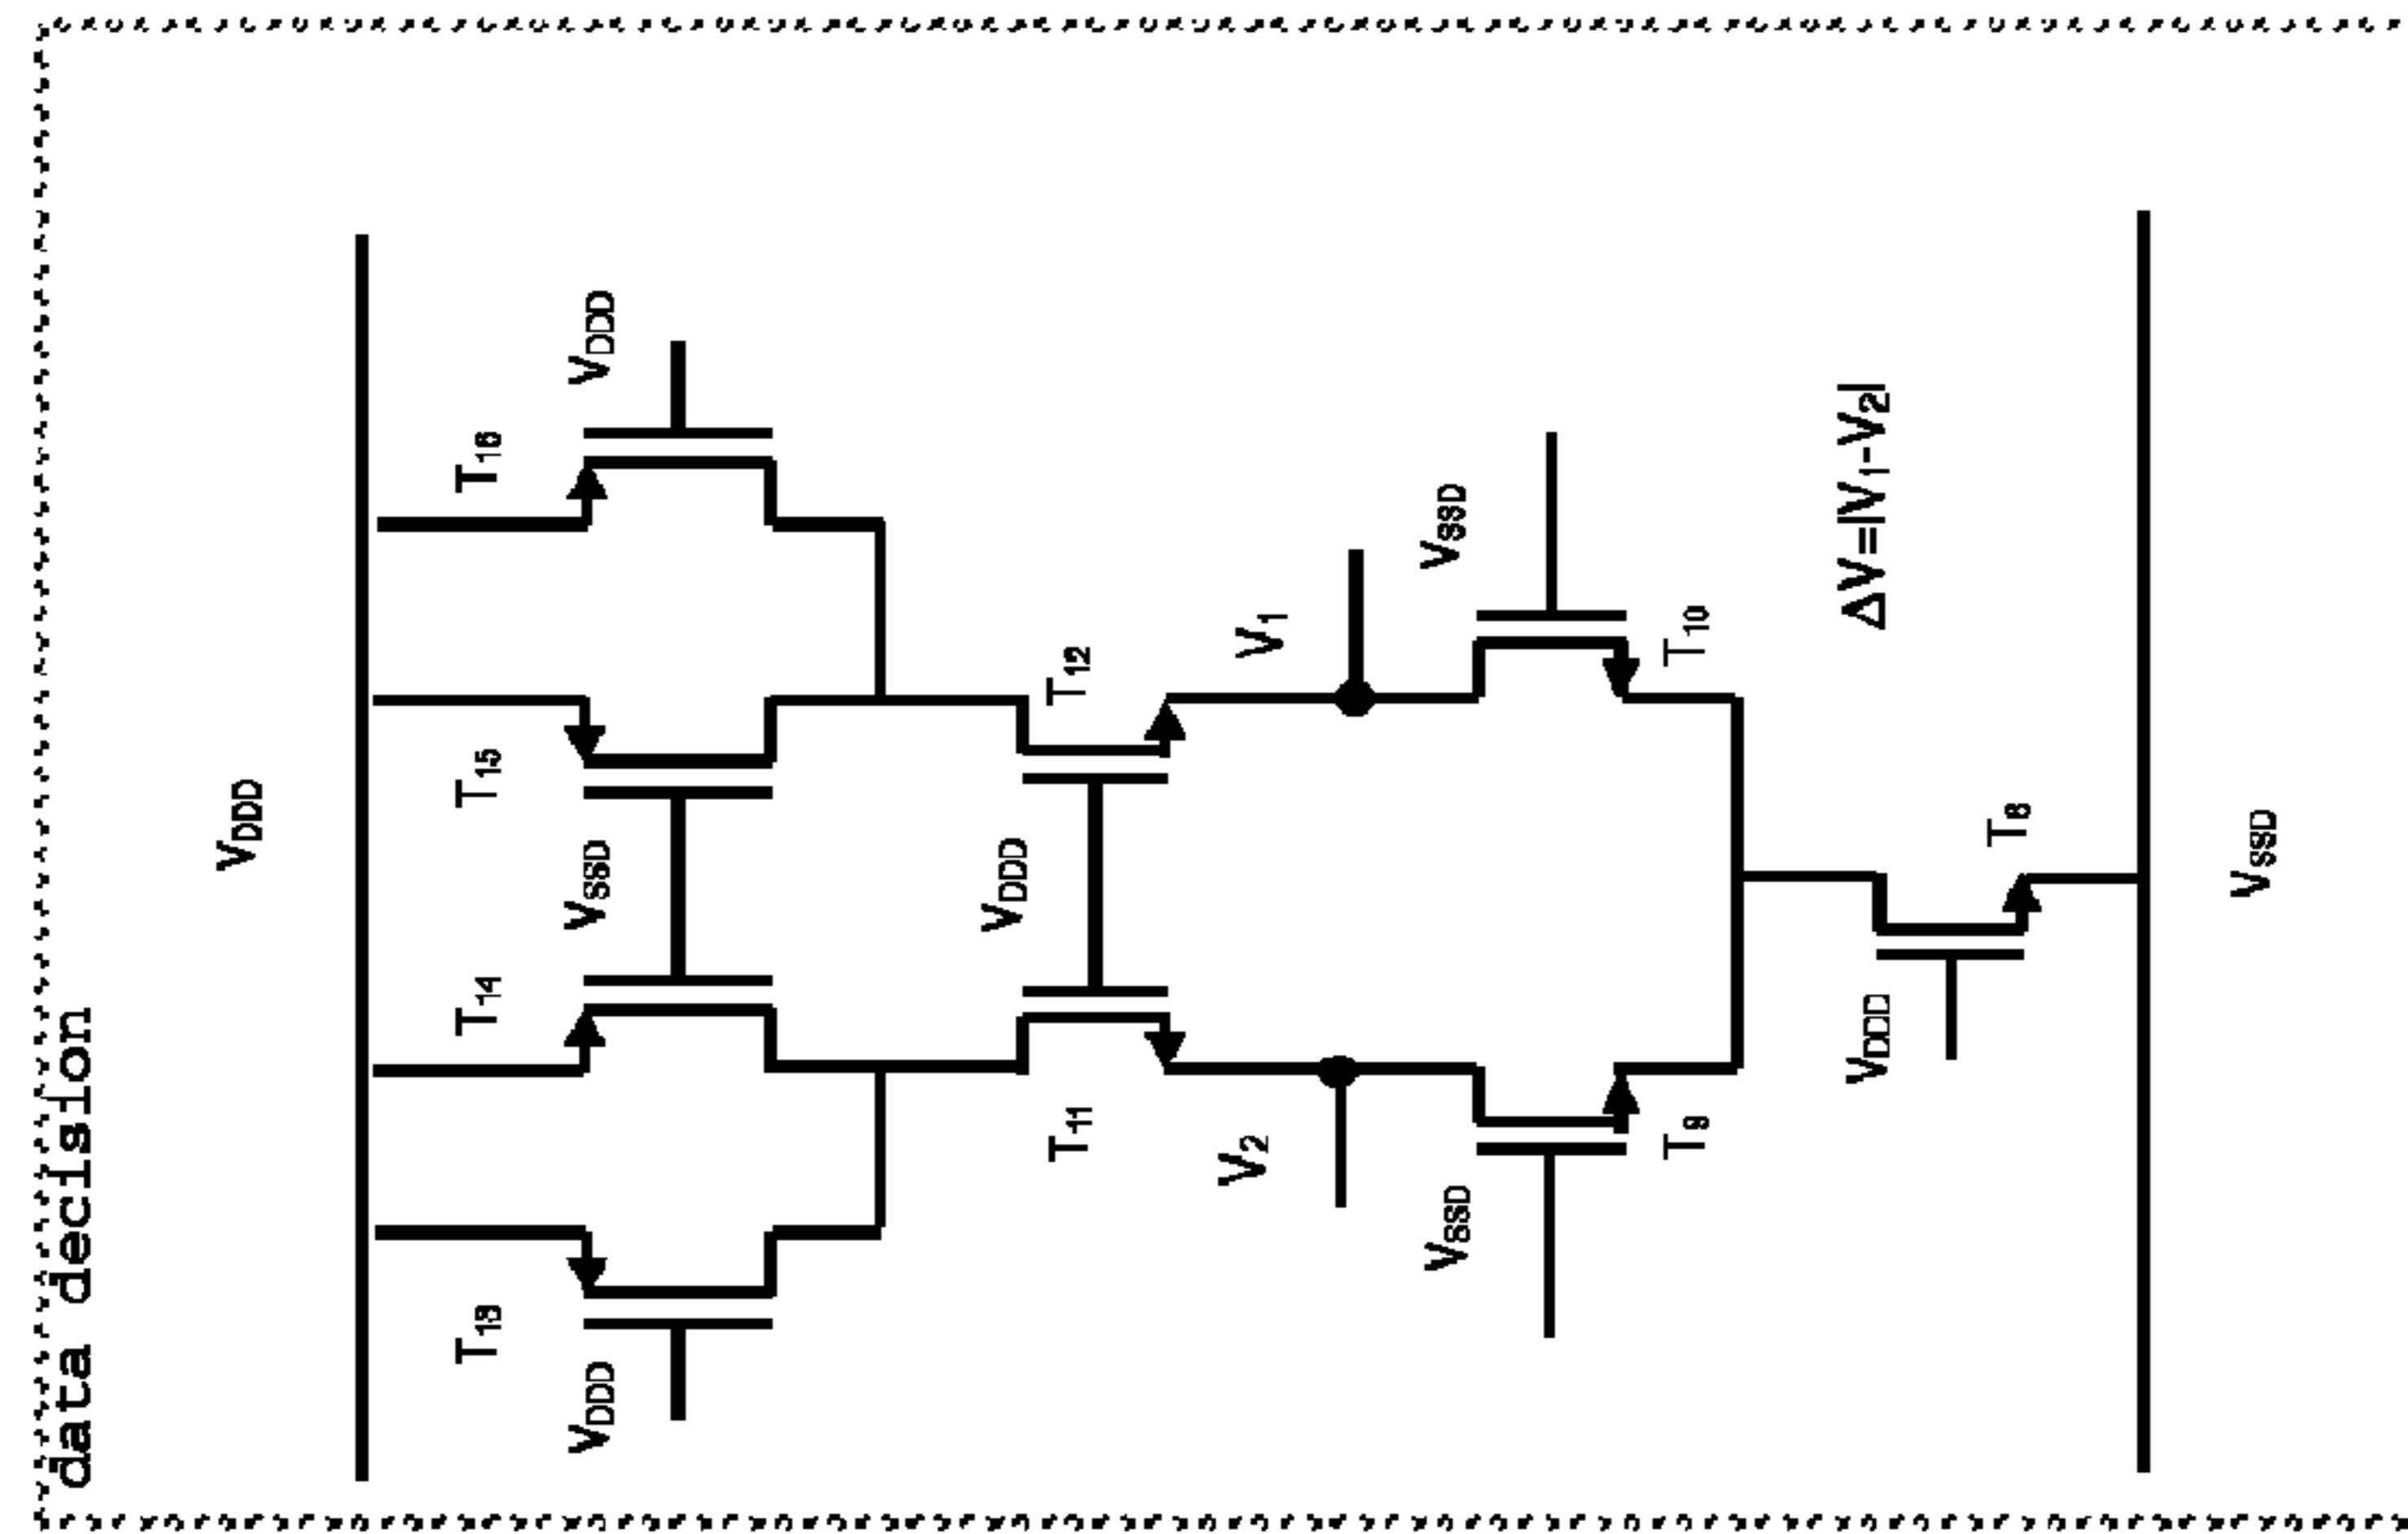 data decision
VDDD
T13
T14
T15
T16
VDDD
VSSD
VDDD
T11
VDDD
T12
V2
V1
VSSD
VSSD
T9
T10
ΔV=|V1-V2|
VDDD
T8
VSSD